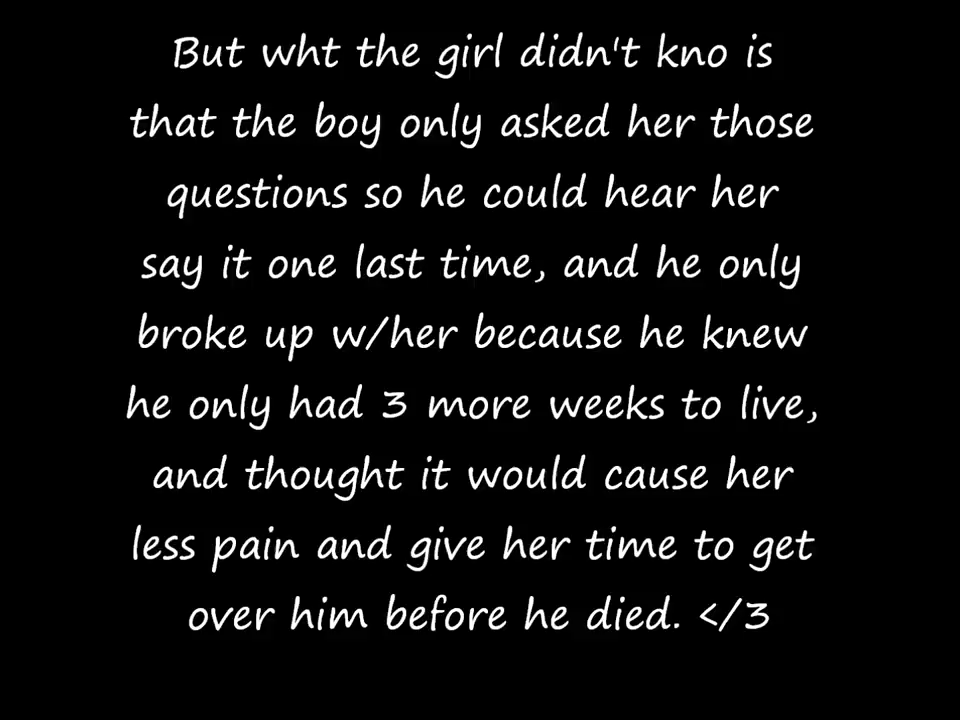 But wht the girl didn't kno is
that the boy only asked her those
questions so he could hear her
say it one last time, and he only
broke up w/her because he knew
he only had 3 more weeks to live,
and thought it would cause her
less pain and give her time to get
over him before he died. </3